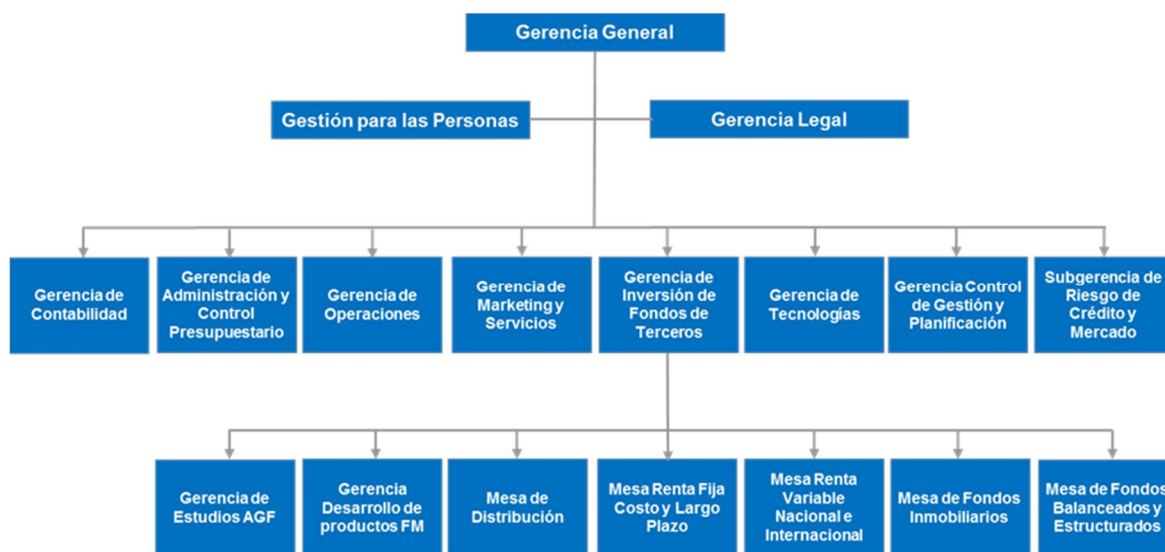 Gerencia General
Gestión para las Personas
Gerencia Legal
Gerencia de
Contabilidad
Gerencia de
Administración y
Control
Presupuestario
Gerencia de
Operaciones
Gerencia de
Marketing y
Servicios
Gerencia de
Inversión de
Fondos de
Terceros
Gerencia de
Tecnologías
Gerencia Control
de Gestión y
Planificación
Subgerencia de
Riesgo de
Crédito y
Mercado
Gerencia de
Estudios AGF
Gerencia
Desarrollo de
productos FM
Mesa de
Distribución
Mesa Renta Fija
Costo y Largo
Plazo
Mesa Renta
Variable
Nacional e
Internacional
Mesa de Fondos
Inmobiliarios
Mesa de Fondos
Balanceados y
Estructurados